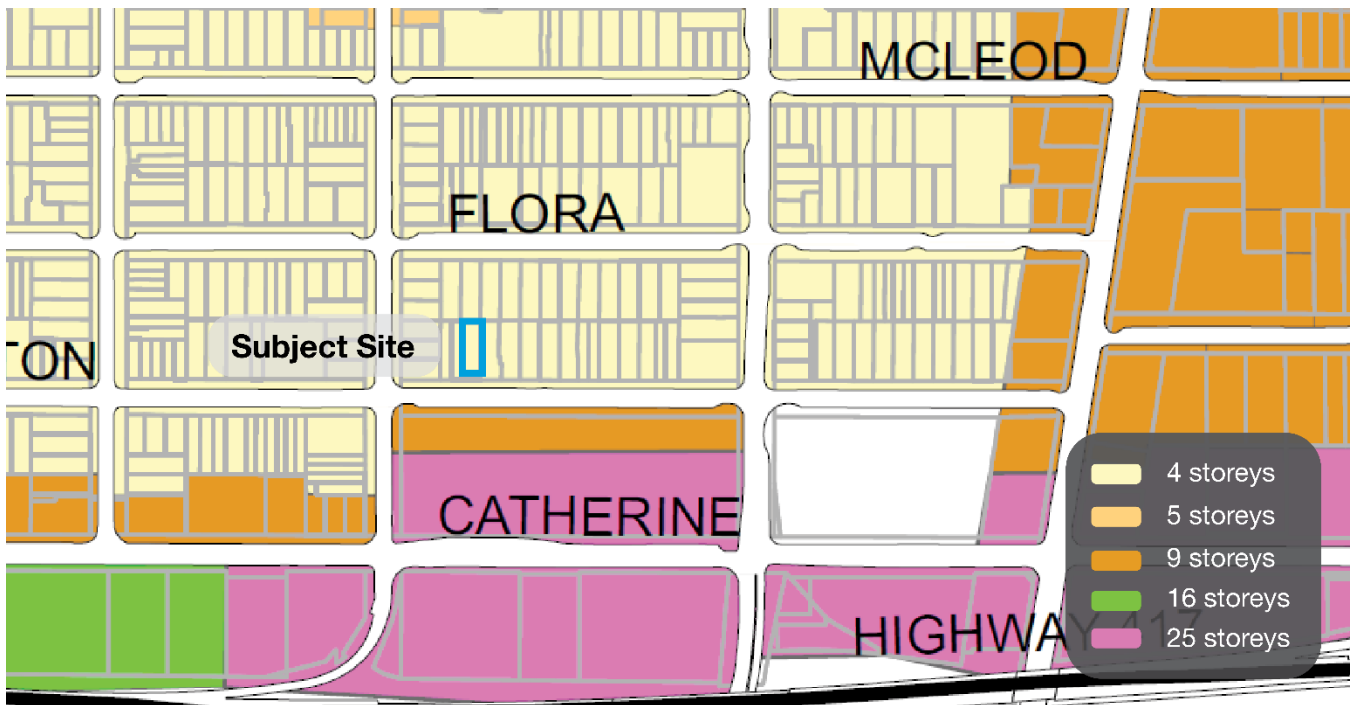 MCLEOD
FLORA
Subject Site
TON
CATHERINE
4 storeys
5 storeys
9 storeys
16 storeys
25 storeys
HIGHWAY 417